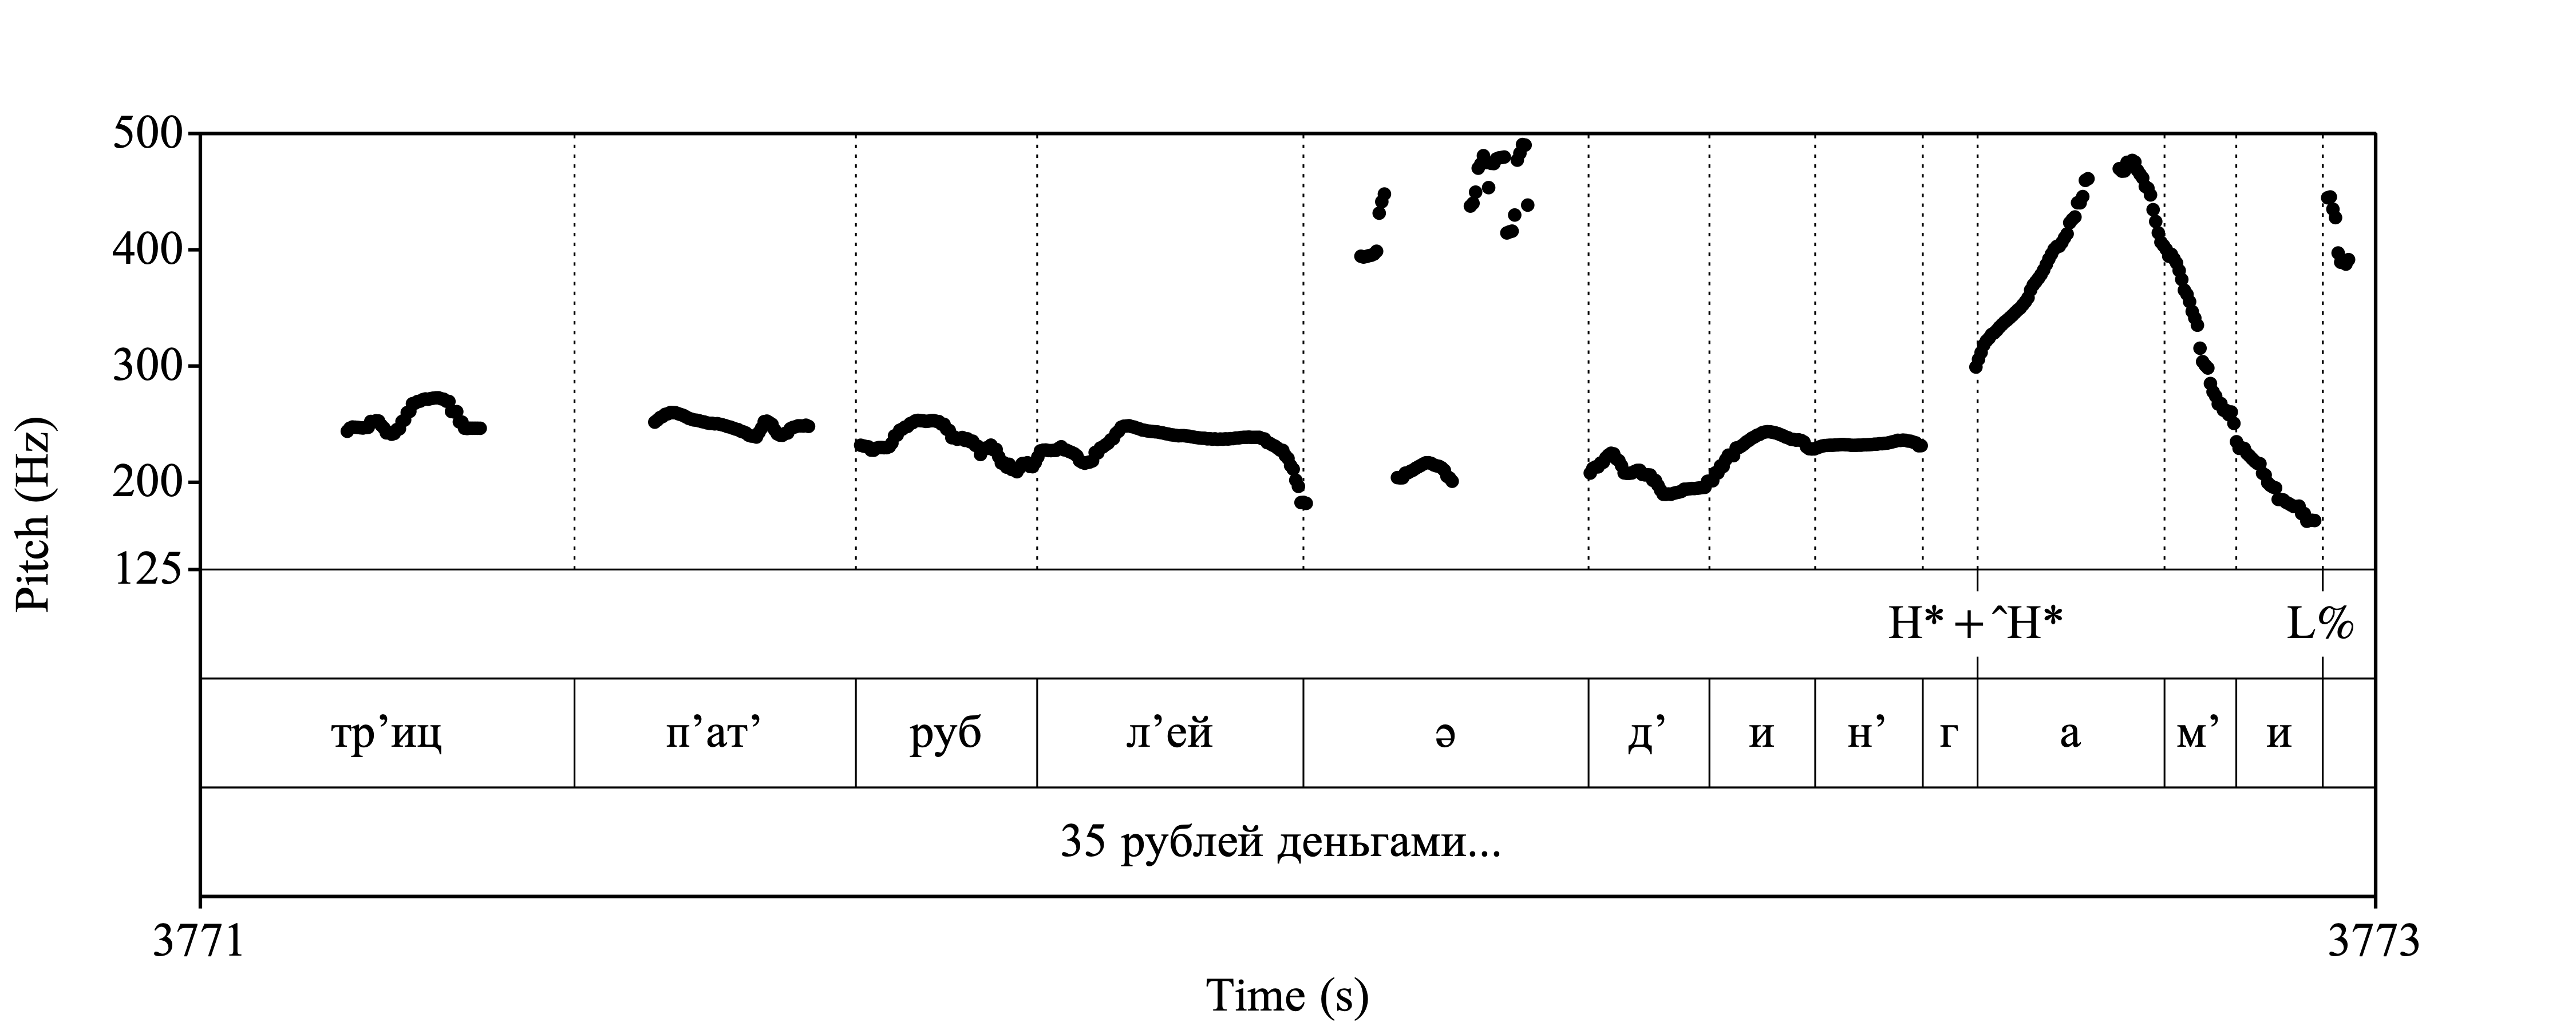 500
400
300
200
125
Pitch (Hz)
H* + ^H* L%
тр’иц п’ат’ руб л’ей ə д’ и н’ г а м’ и
35 рублей деньгами...
3771 3773
Time (s)